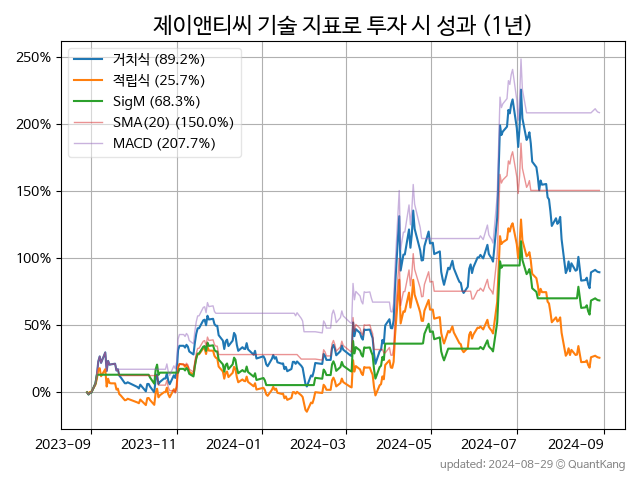 제이앤티씨 기술 지표로 투자 시 성과 (1년)
거치식 (89.2%)
적립식 (25.7%)
SigM (68.3%)
SMA(20) (150.0%)
MACD (207.7%)
250%
200%
150%
100%
50%
0%
2023-09 2023-11 2024-01 2024-03 2024-05 2024-07 2024-09
updated: 2024-08-29 © QuantKang